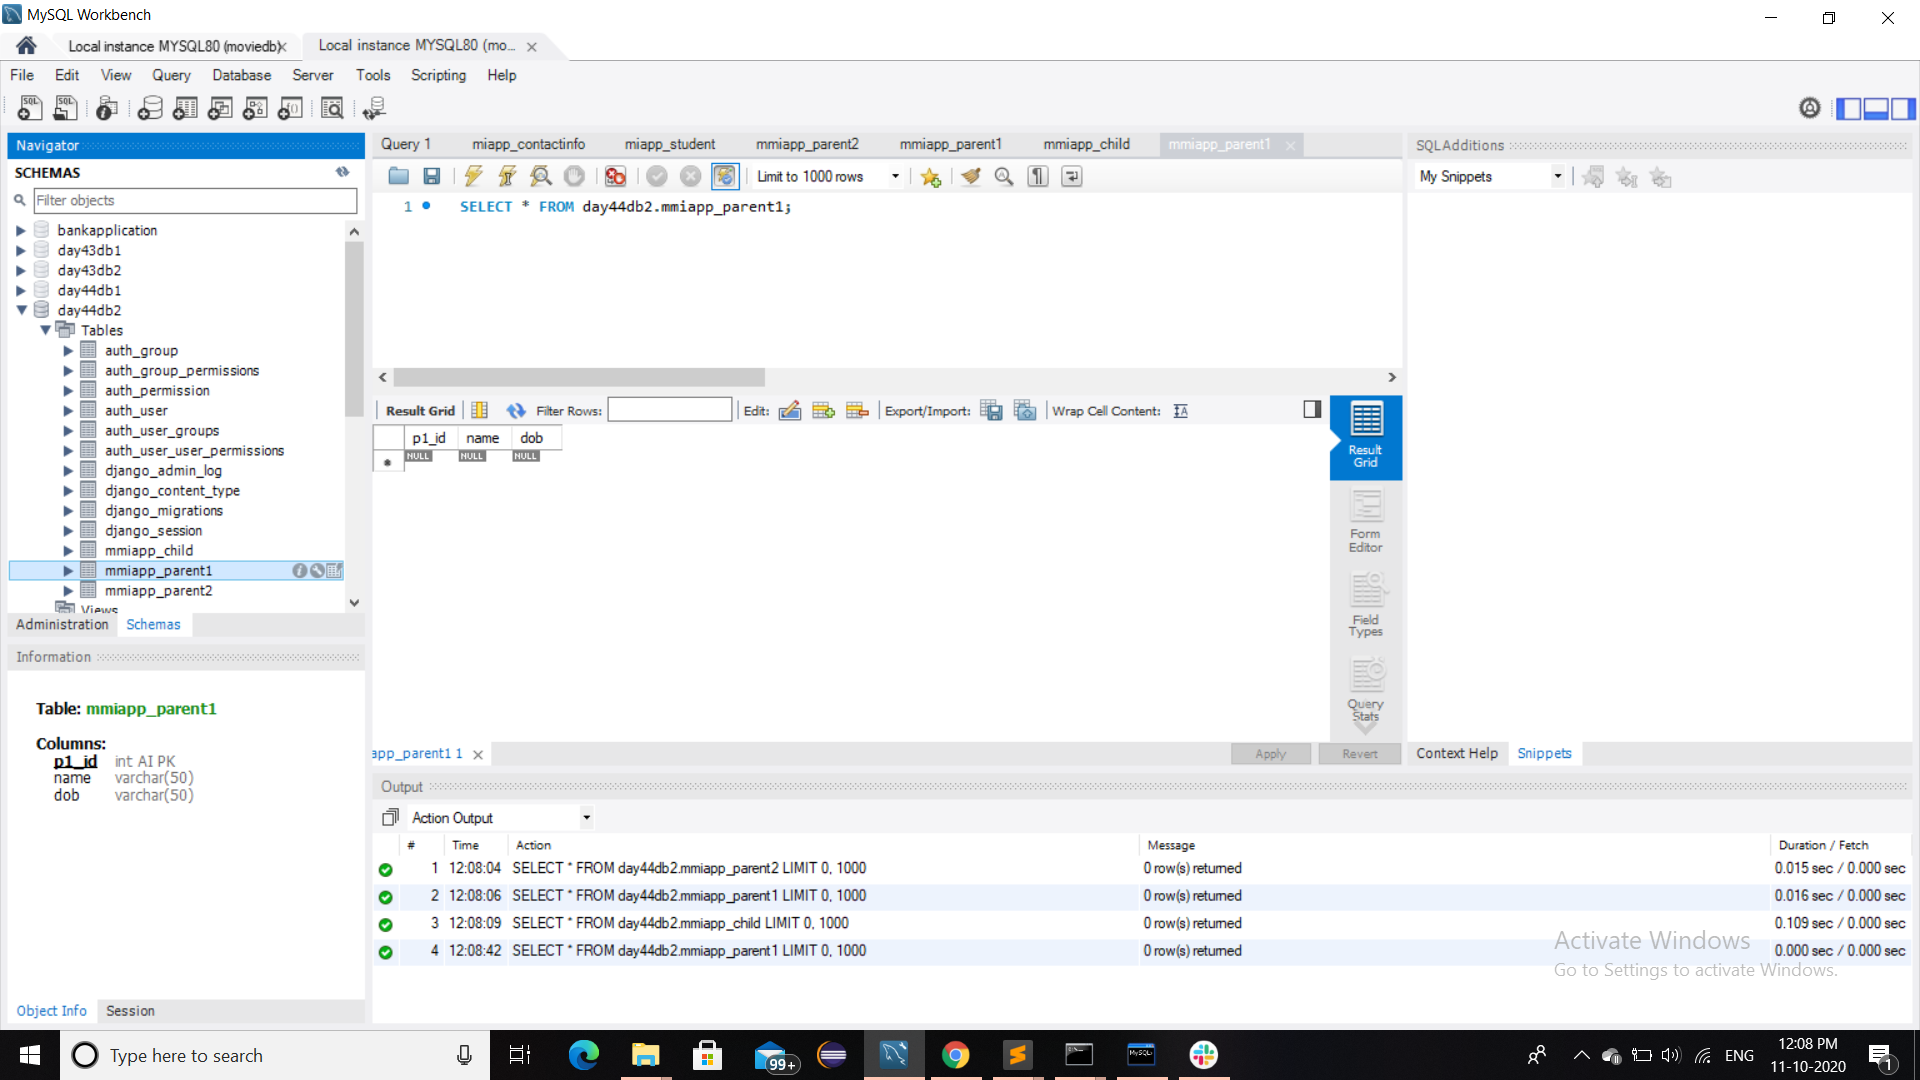 MySQL Workbench
Local instance MYSQL80 (moviedb)
Local instance MYSQL80 (mo...
File Edit View Query Database Server Tools Scripting Help
Navigator
SCHEMAS
Filter objects
bankapplication
day43db1
day43db2
day44db1
day44db2
Tables
auth_group
auth_group_permissions
auth_permission
auth_user
auth_user_groups
auth_user_user_permissions
django_admin_log
django_content_type
django_migrations
django_session
mmiapp_child
mmiapp_parent1
mmiapp_parent2
Views
Administration Schemas
Information
Table: mmiapp_parent1
Columns:
p1_id int AI PK
name varchar(50)
dob varchar(50)
Object Info Session
Query 1 miapp_contactinfo miapp_student mmiapp_parent2 mmiapp_parent1 mmiapp_child mmiapp_parent1
Limit to 1000 rows
1 SELECT * FROM day44db2.mmiapp_parent1;
Result Grid Filter Rows: Edit: Export/Import: Wrap Cell Content:
p1_id name dob
NULL NULL NULL
Result Grid
Form Editor
Field Types
Query Stats
app_parent1 1
Apply Revert
SQLAdditions
My Snippets
Context Help Snippets
Output
Action Output
# Time Action Message Duration / Fetch
1 12:08:04 SELECT * FROM day44db2.mmiapp_parent2 LIMIT 0, 1000 0 row(s) returned 0.015 sec / 0.000 sec
2 12:08:06 SELECT * FROM day44db2.mmiapp_parent1 LIMIT 0, 1000 0 row(s) returned 0.016 sec / 0.000 sec
3 12:08:09 SELECT * FROM day44db2.mmiapp_child LIMIT 0, 1000 0 row(s) returned 0.109 sec / 0.000 sec
4 12:08:42 SELECT * FROM day44db2.mmiapp_parent1 LIMIT 0, 1000 0 row(s) returned 0.000 sec / 0.000 sec
Activate Windows
Go to Settings to activate Windows.
Type here to search
99+
ENG
12:08 PM
11-10-2020
1